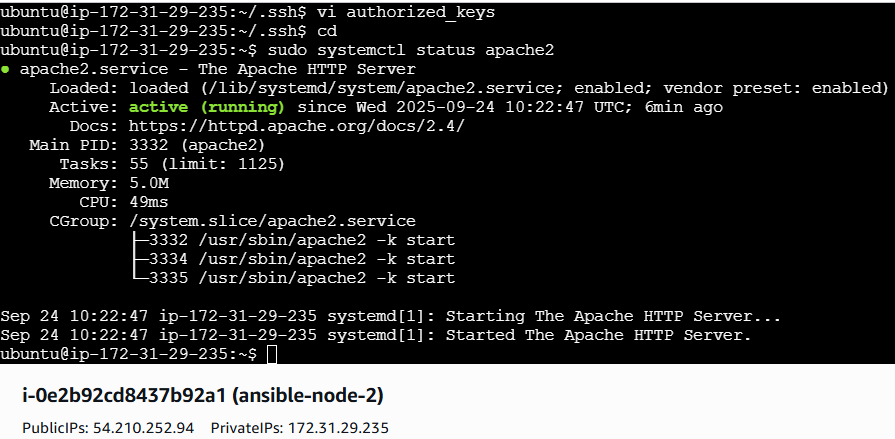 ubuntu@ip-172-31-29-235:~/.ssh$ vi authorized_keys
ubuntu@ip-172-31-29-235:~/.ssh$ cd
ubuntu@ip-172-31-29-235:~$ sudo systemctl status apache2
● apache2.service - The Apache HTTP Server
Loaded: loaded (/lib/systemd/system/apache2.service; enabled; vendor preset: enabled)
Active: active (running) since Wed 2025-09-24 10:22:47 UTC; 6min ago
Docs: https://httpd.apache.org/docs/2.4/
Main PID: 3332 (apache2)
Tasks: 55 (limit: 1125)
Memory: 5.0M
CPU: 49ms
CGroup: /system.slice/apache2.service
├─3332 /usr/sbin/apache2 -k start
├─3334 /usr/sbin/apache2 -k start
└─3335 /usr/sbin/apache2 -k start
Sep 24 10:22:47 ip-172-31-29-235 systemd[1]: Starting The Apache HTTP Server...
Sep 24 10:22:47 ip-172-31-29-235 systemd[1]: Started The Apache HTTP Server.
ubuntu@ip-172-31-29-235:~$
i-0e2b92cd8437b92a1 (ansible-node-2)
PublicIPs: 54.210.252.94 PrivateIPs: 172.31.29.235